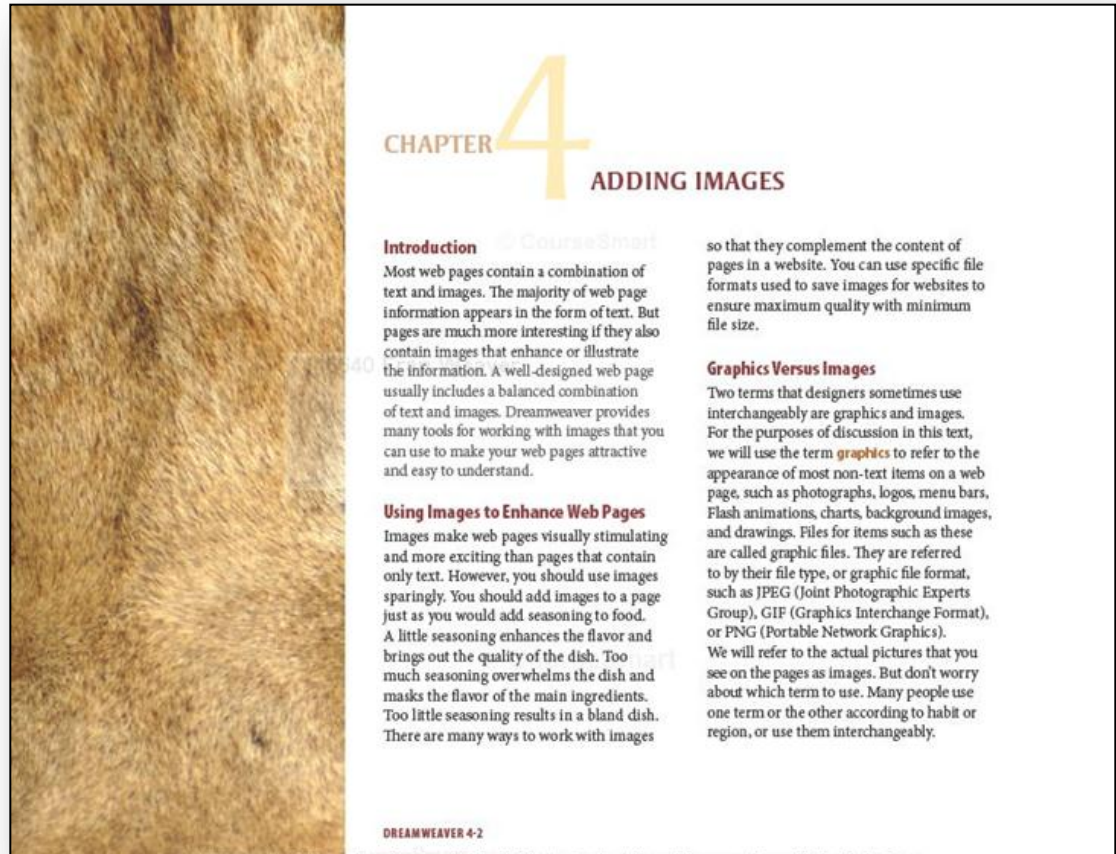 CHAPTER 4
ADDING IMAGES
Introduction
Most web pages contain a combination of
text and images. The majority of web page
information appears in the form of text. But
pages are much more interesting if they also
contain images that enhance or illustrate
the information. A well-designed web page
usually includes a balanced combination
of text and images. Dreamweaver provides
many tools for working with images that you
can use to make your web pages attractive
and easy to understand.
Using Images to Enhance Web Pages
Images make web pages visually stimulating
and more exciting than pages that contain
only text. However, you should use images
sparingly. You should add images to a page
just as you would add seasoning to food.
A little seasoning enhances the flavor and
brings out the quality of the dish. Too
much seasoning overwhelms the dish and
masks the flavor of the main ingredients.
Too little seasoning results in a bland dish.
There are many ways to work with images
so that they complement the content of
pages in a website. You can use specific file
formats used to save images for websites to
ensure maximum quality with minimum
file size.
Graphics Versus Images
Two terms that designers sometimes use
interchangeably are graphics and images.
For the purposes of discussion in this text,
we will use the term graphics to refer to the
appearance of most non-text items on a web
page, such as photographs, logos, menu bars,
Flash animations, charts, background images,
and drawings. Files for items such as these
are called graphic files. They are referred
to by their file type, or graphic file format,
such as JPEG (Joint Photographic Experts
Group), GIF (Graphics Interchange Format),
or PNG (Portable Network Graphics).
We will refer to the actual pictures that you
see on the pages as images. But don't worry
about which term to use. Many people use
one term or the other according to habit or
region, or use them interchangeably.
DREAMWEAVER 4-2
© CourseSmart